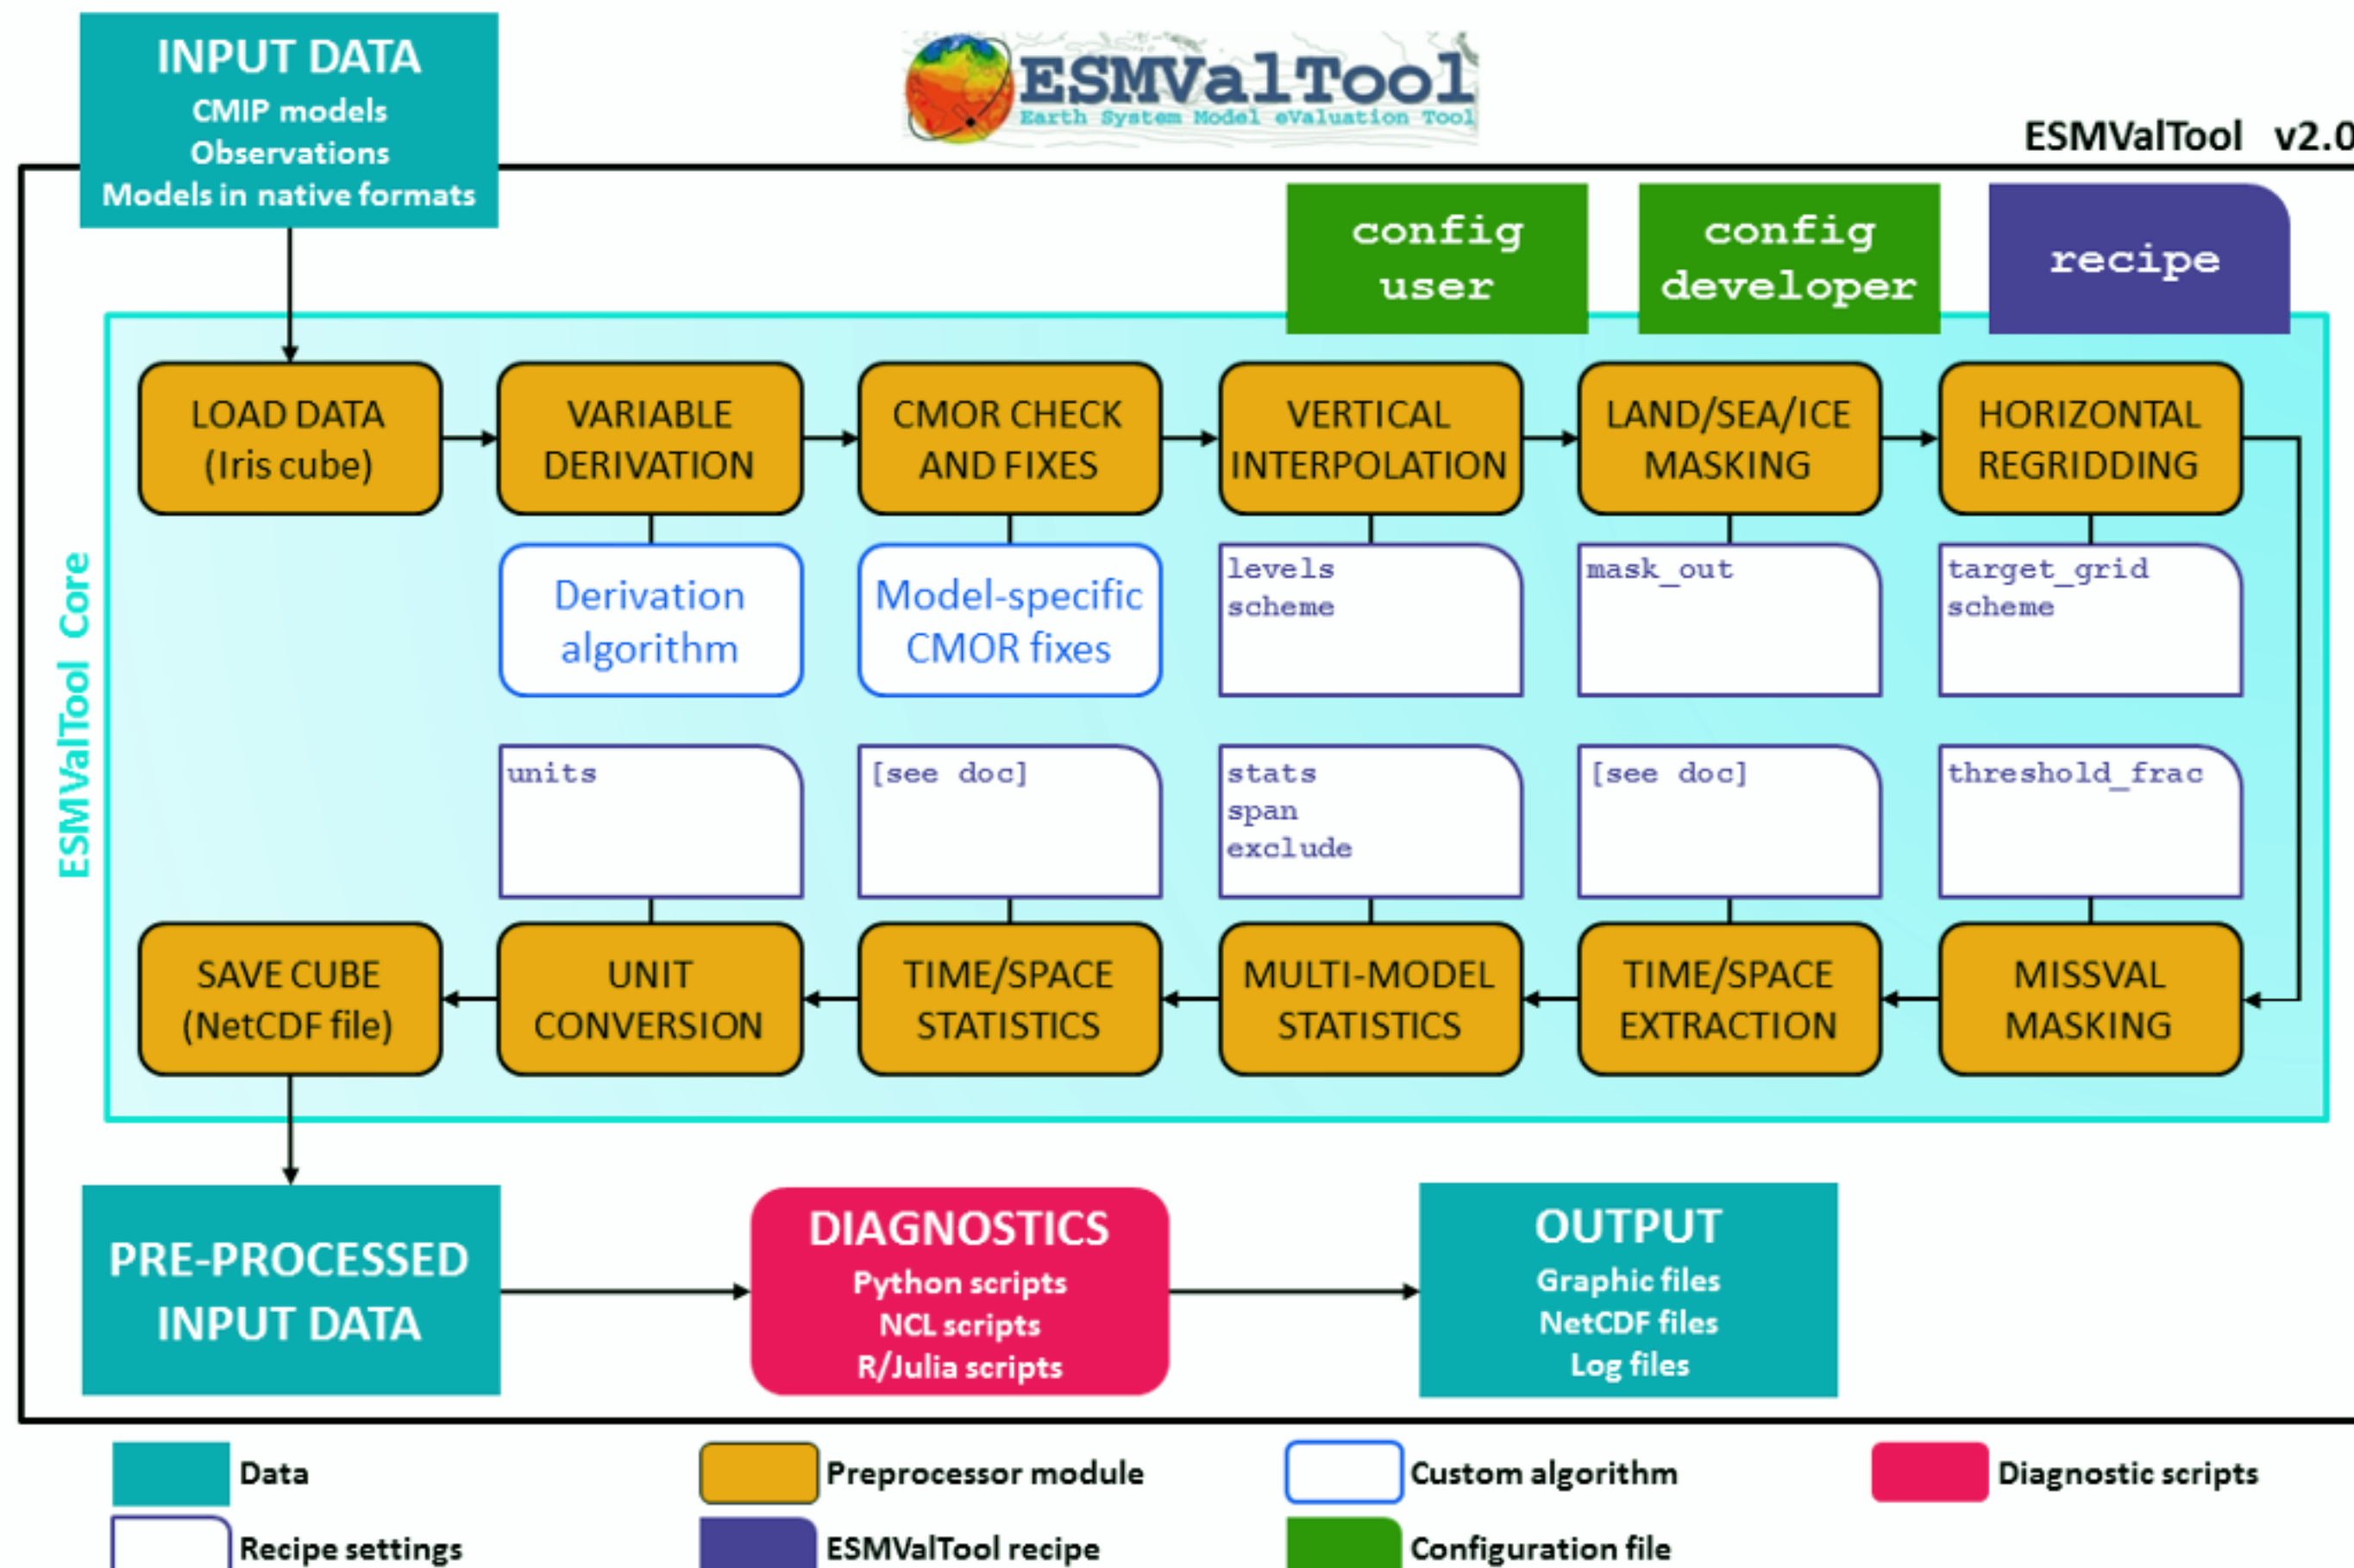 INPUT DATA
CMIP models
Observations
Models in native formats
ESMValTool
Earth System Model eValuation Tool
ESMValTool v2.0
config
user
config
developer
recipe
ESMValTool Core
LOAD DATA
(Iris cube)
VARIABLE
DERIVATION
CMOR CHECK
AND FIXES
VERTICAL
INTERPOLATION
LAND/SEA/ICE
MASKING
HORIZONTAL
REGRIDDING
Derivation
algorithm
Model-specific
CMOR fixes
levels
scheme
mask_out
target_grid
scheme
units
[see doc]
stats
span
exclude
[see doc]
threshold_frac
SAVE CUBE
(NetCDF file)
UNIT
CONVERSION
TIME/SPACE
STATISTICS
MULTI-MODEL
STATISTICS
TIME/SPACE
EXTRACTION
MISSVAL
MASKING
PRE-PROCESSED
INPUT DATA
DIAGNOSTICS
Python scripts
NCL scripts
R/Julia scripts
OUTPUT
Graphic files
NetCDF files
Log files
Data
Preprocessor module
Custom algorithm
Diagnostic scripts
Recipe settings
ESMValTool recipe
Configuration file